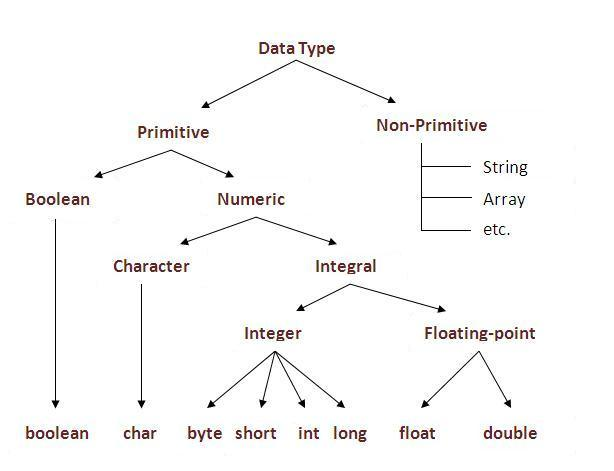 Data Type
Primitive
Non-Primitive
String
Array
etc.
Boolean
Numeric
Character
Integral
Integer
Floating-point
boolean char byte short int long float double